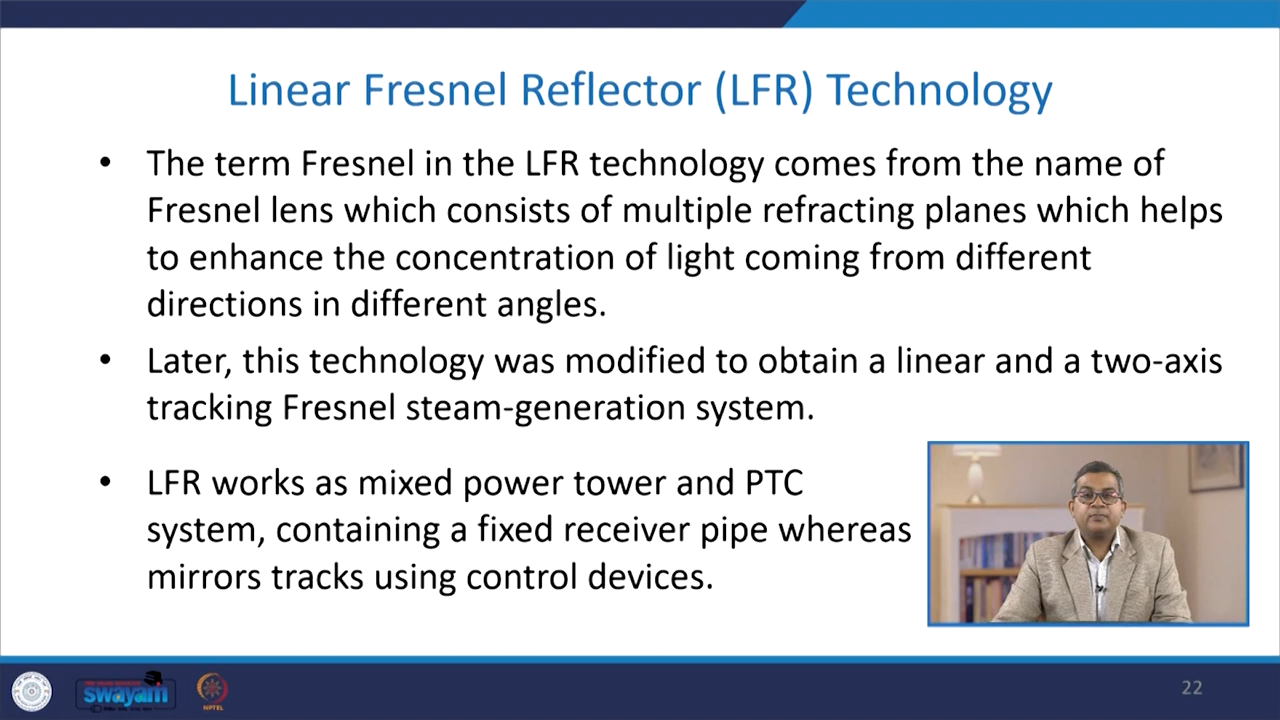 Linear Fresnel Reflector (LFR) Technology
• The term Fresnel in the LFR technology comes from the name of
Fresnel lens which consists of multiple refracting planes which helps
to enhance the concentration of light coming from different
directions in different angles.
• Later, this technology was modified to obtain a linear and a two-axis
tracking Fresnel steam-generation system.
• LFR works as mixed power tower and PTC
system, containing a fixed receiver pipe whereas
mirrors tracks using control devices.
swayam
NPTEL
22